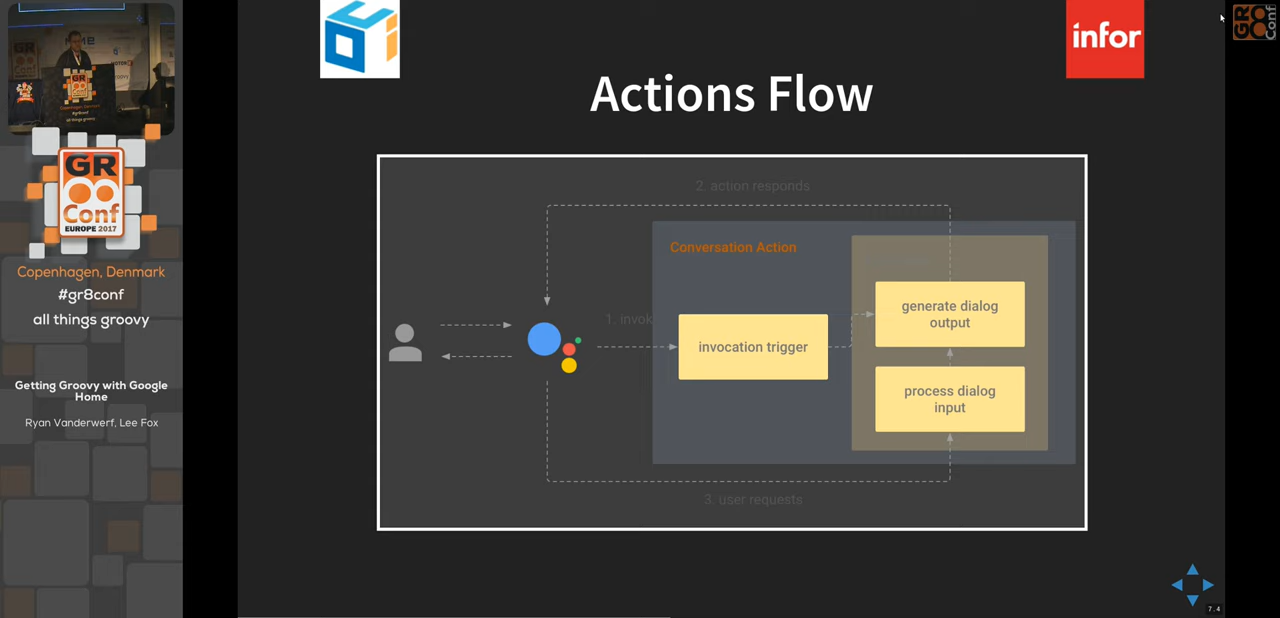 GR
Conf
EUROPE 2017
Copenhagen, Denmark
#gr8conf
all things groovy
Getting Groovy with Google
Home
Ryan Vanderwerf, Lee Fox
infor
GR
Conf
Actions Flow
2. action responds
Conversation Action
1. invok
invocation trigger
generate dialog
output
process dialog
input
3. user requests
7.4